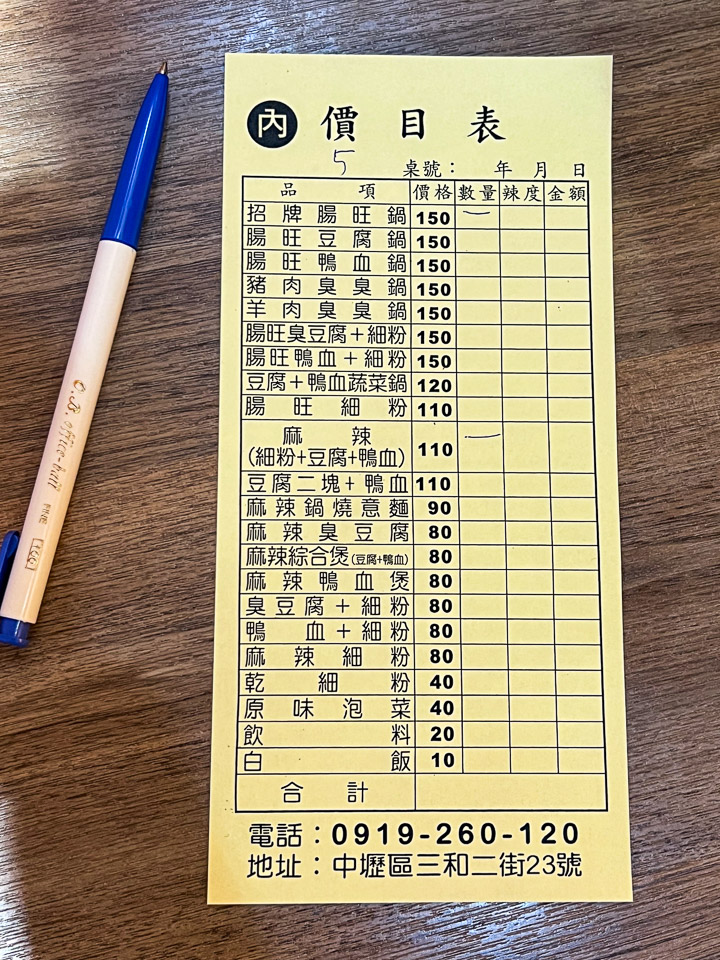 內 價目表
5
桌號： 年 月 日
品項 價格 數量 辣度 金額
招牌腸旺鍋 150 一
腸旺豆腐鍋 150
腸旺鴨血鍋 150
豬肉臭臭鍋 150
羊肉臭臭鍋 150
腸旺臭豆腐＋細粉 150
腸旺鴨血＋細粉 150
豆腐＋鴨血蔬菜鍋 120
腸旺細粉 110
麻辣
(細粉+豆腐+鴨血) 110 一
豆腐二塊+鴨血 110
麻辣鍋燒意麵 90
麻辣臭豆腐 80
麻辣綜合煲(豆腐+鴨血) 80
麻辣鴨血煲 80
臭豆腐＋細粉 80
鴨血＋細粉 80
麻辣細粉 80
乾細粉 40
原味泡菜 40
飲料 20
白飯 10
合計
電話：0919-260-120
地址：中壢區三和二街23號
O.B. office-ball